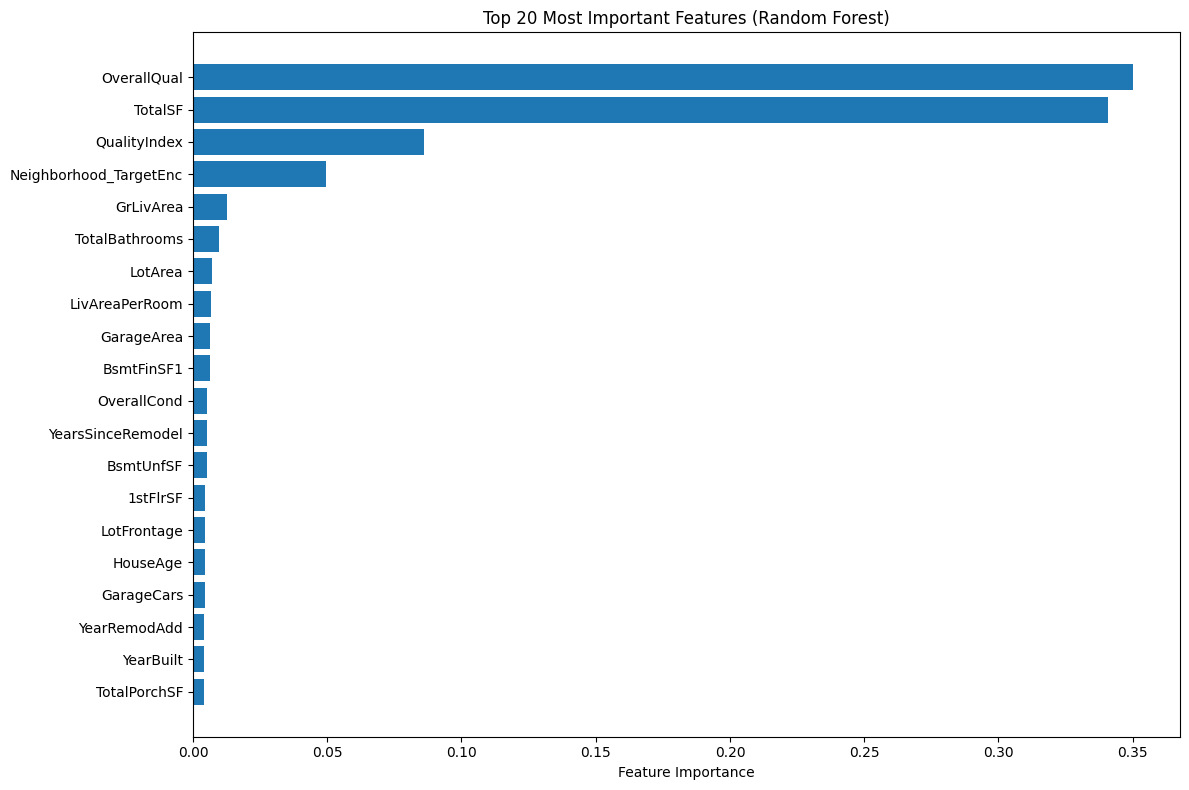 Top 20 Most Important Features (Random Forest)
OverallQual
TotalSF
QualityIndex
Neighborhood_TargetEnc
GrLivArea
TotalBathrooms
LotArea
LivAreaPerRoom
GarageArea
BsmtFinSF1
OverallCond
YearsSinceRemodel
BsmtUnfSF
1stFlrSF
LotFrontage
HouseAge
GarageCars
YearRemodAdd
YearBuilt
TotalPorchSF
0.00 0.05 0.10 0.15 0.20 0.25 0.30 0.35
Feature Importance